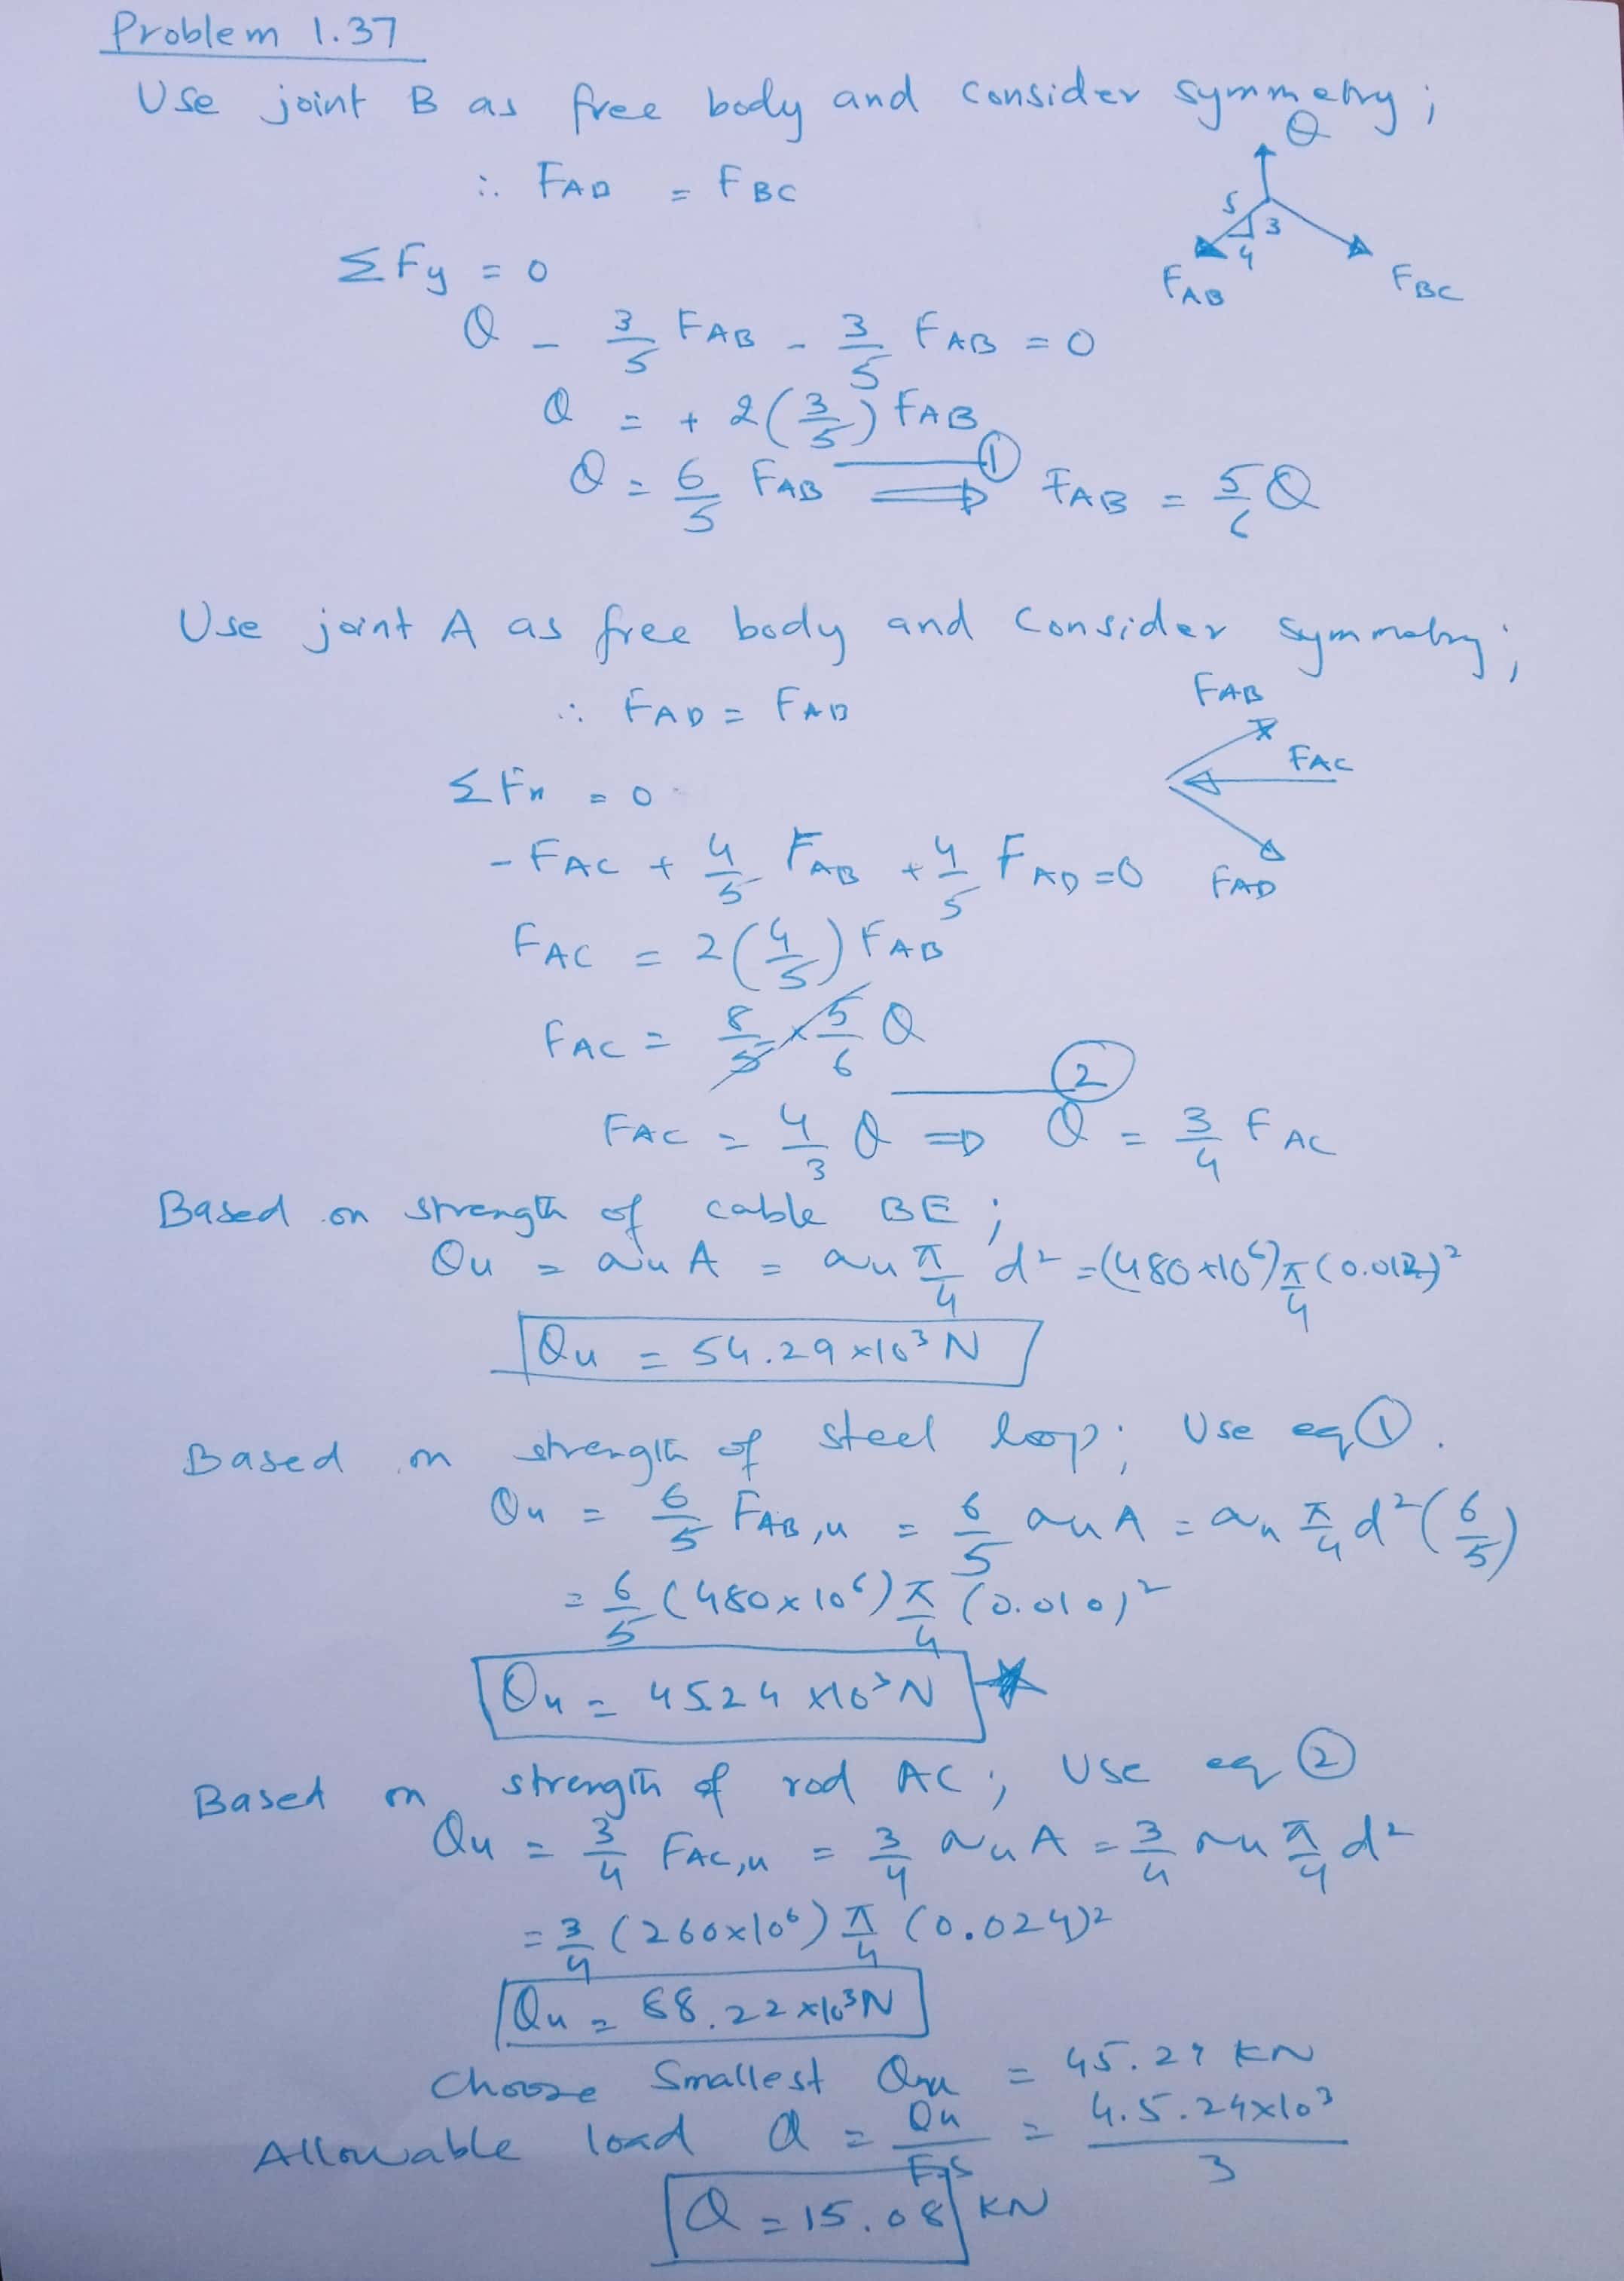 Problem 1.37
Use joint B as free body and consider symmetry;
∴ FAD = FBC
Q
5
3
4
FAB
FBC
ΣFy = 0
Q - 3/5 FAB - 3/5 FAB = 0
Q = + 2(3/5) FAB
Q = 6/5 FAB ① ⇒ FAB = 5/6 Q
Use joint A as free body and Consider symmetry;
∴ FAD = FAB
FAB
FAC
FAD
ΣFx = 0
- FAC + 4/5 FAB + 4/5 FAD = 0
FAC = 2(4/5) FAB
FAC = 8/5 × 5/6 Q
②
FAC = 4/3 Q ⇒ Q = 3/4 FAC
Based on strength of cable BE;
Qu = σu A = σu π/4 d² = (480×10⁶) π/4 (0.012)²
Qu = 54.29 ×10³ N
Based on strength of steel loop; Use eq ①.
Qu = 6/5 FAB,u = 6/5 σu A = σu π/4 d² (6/5)
= 6/5 (480×10⁶) π/4 (0.010)²
Qu = 45.24 ×10³ N ★
Based on strength of rod AC; Use eq ②
Qu = 3/4 FAC,u = 3/4 σu A = 3/4 σu π/4 d²
= 3/4 (260×10⁶) π/4 (0.024)²
Qu = 88.22 ×10³ N
Choose Smallest Qu = 45.24 KN
Allowable load Q = Qu/F.S = 4.5.24×10³/3
Q = 15.08 KN